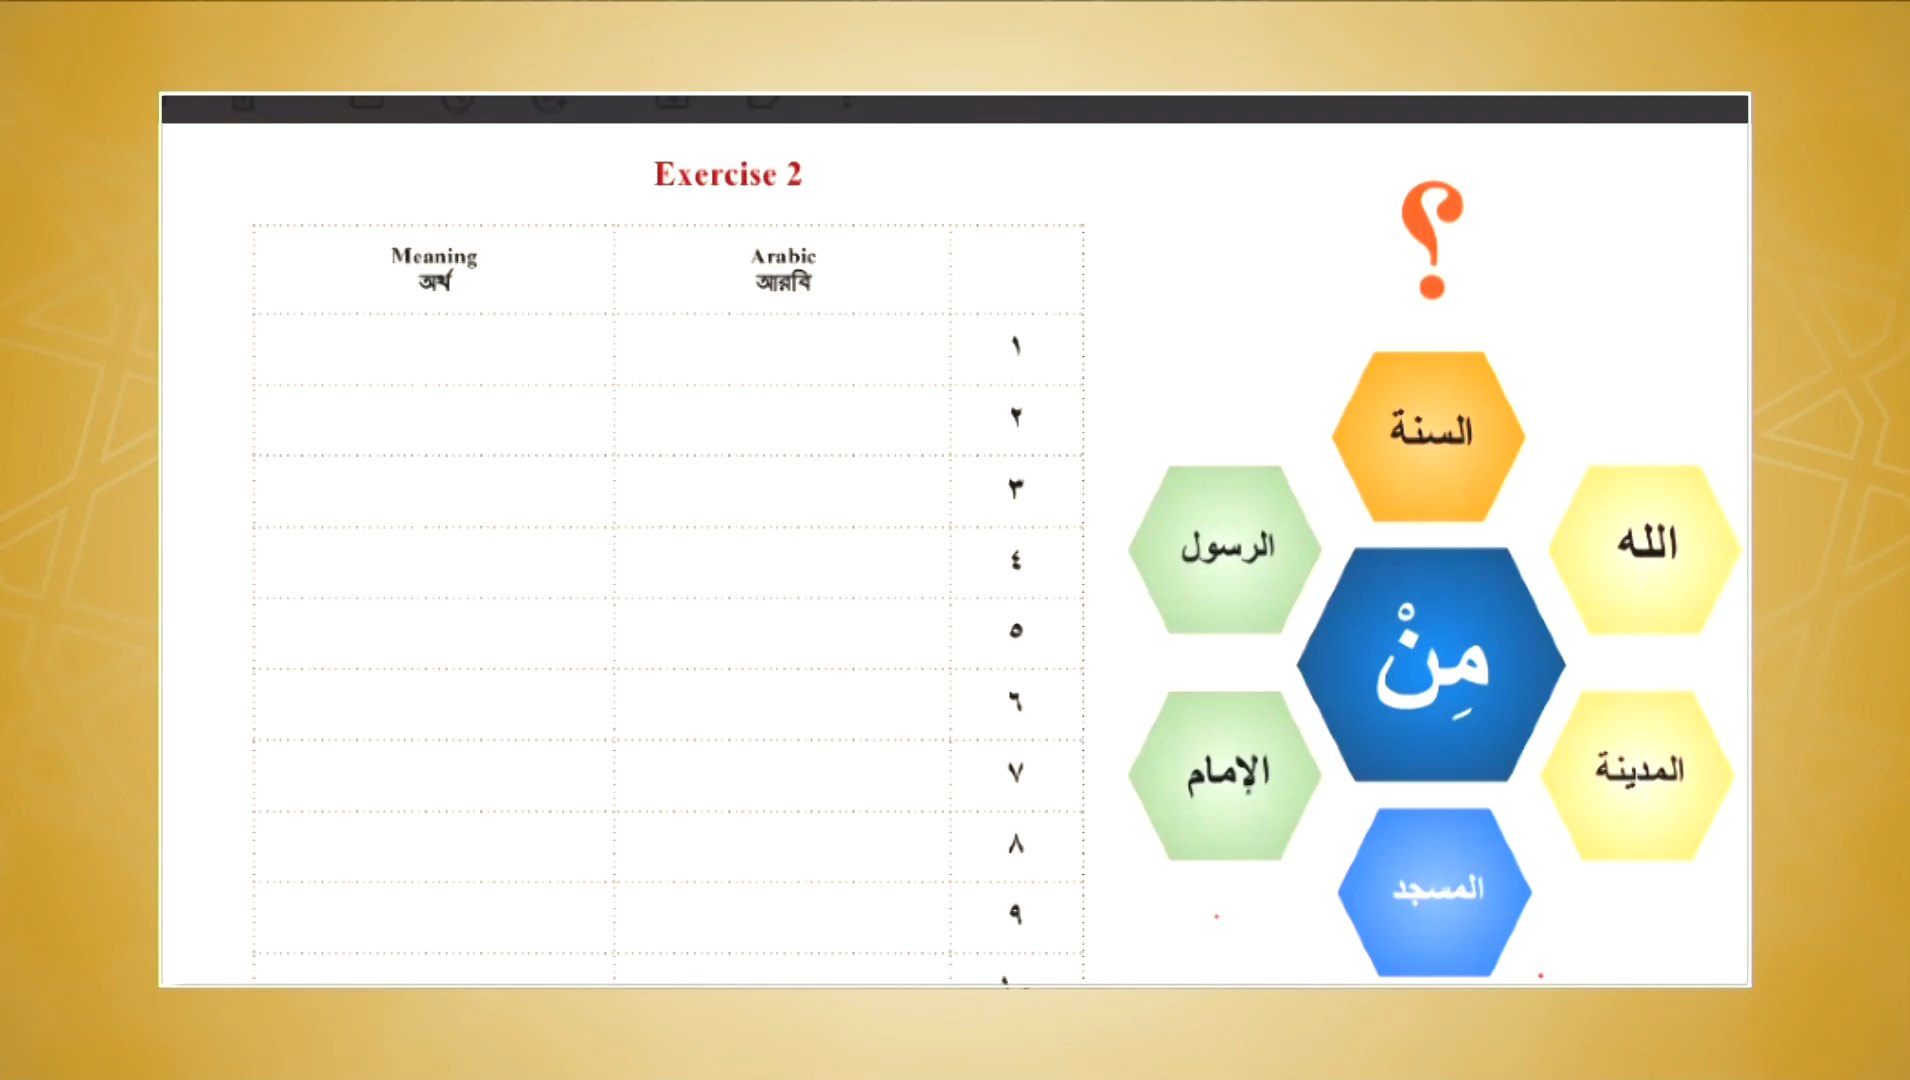 Exercise 2
Meaning
অর্থ
Arabic
আরবি
١
٢
٣
٤
٥
٦
٧
٨
٩
؟
السنة
الرسول
الله
مِنْ
الإمام
المدينة
المسجد